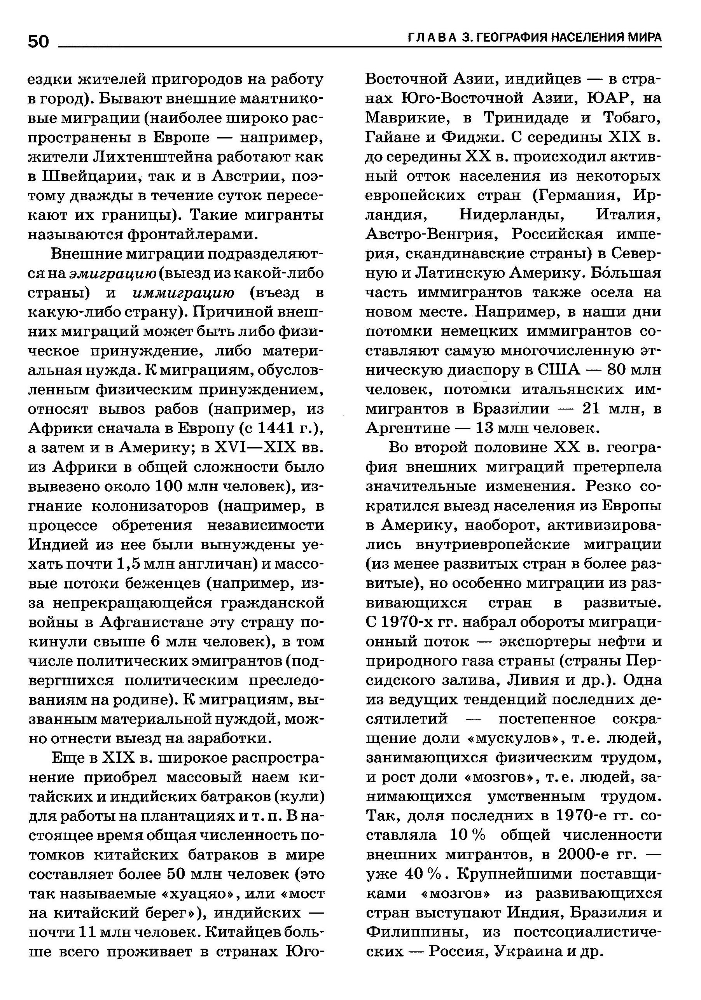 50
ГЛАВА 3. ГЕОГРАФИЯ НАСЕЛЕНИЯ МИРА
ездки жителей пригородов на работу
в город). Бывают внешние маятнико-
вые миграции (наиболее широко рас-
пространены в Европе — например,
жители Лихтенштейна работают как
в Швейцарии, так и в Австрии, поэ-
тому дважды в течение суток пересе-
кают их границы). Такие мигранты
называются фронтайлерами.
Внешние миграции подразделяют-
ся на эмиграцию (выезд из какой-либо
страны) и иммиграцию (въезд в
какую-либо страну). Причиной внеш-
них миграций может быть либо физи-
ческое принуждение, либо матери-
альная нужда. К миграциям, обуслов-
ленным физическим принуждением,
относят вывоз рабов (например, из
Африки сначала в Европу (с 1441 г.),
а затем и в Америку; в XVI—XIX вв.
из Африки в общей сложности было
вывезено около 100 млн человек), из-
гнание колонизаторов (например, в
процессе обретения независимости
Индией из нее были вынуждены уе-
хать почти 1,5 млн англичан) и массо-
вые потоки беженцев (например, из-
за непрекращающейся гражданской
войны в Афганистане эту страну по-
кинули свыше 6 млн человек), в том
числе политических эмигрантов (под-
вергшихся политическим преследо-
ваниям на родине). К миграциям, вы-
званным материальной нуждой, мож-
но отнести выезд на заработки.
Еще в XIX в. широкое распростра-
нение приобрел массовый наем ки-
тайских и индийских батраков (кули)
для работы на плантациях и т. п. В на-
стоящее время общая численность по-
томков китайских батраков в мире
составляет более 50 млн человек (это
так называемые «хуацяо», или «мост
на китайский берег»), индийских —
почти 11 млн человек. Китайцев боль-
ше всего проживает в странах Юго-
Восточной Азии, индийцев — в стра-
нах Юго-Восточной Азии, ЮАР, на
Маврикие, в Тринидаде и Тобаго,
Гайане и Фиджи. С середины XIX в.
до середины XX в. происходил актив-
ный отток населения из некоторых
европейских стран (Германия, Ир-
ландия, Нидерланды, Италия,
Австро-Венгрия, Российская импе-
рия, скандинавские страны) в Север-
ную и Латинскую Америку. Бо́льшая
часть иммигрантов также осела на
новом месте. Например, в наши дни
потомки немецких иммигрантов со-
ставляют самую многочисленную эт-
ническую диаспору в США — 80 млн
человек, потомки итальянских им-
мигрантов в Бразилии — 21 млн, в
Аргентине — 13 млн человек.
Во второй половине XX в. геогра-
фия внешних миграций претерпела
значительные изменения. Резко со-
кратился выезд населения из Европы
в Америку, наоборот, активизирова-
лись внутриевропейские миграции
(из менее развитых стран в более раз-
витые), но особенно миграции из раз-
вивающихся стран в развитые.
С 1970-х гг. набрал обороты миграци-
онный поток — экспортеры нефти и
природного газа страны (страны Пер-
сидского залива, Ливия и др.). Одна
из ведущих тенденций последних де-
сятилетий — постепенное сокра-
щение доли «мускулов», т. е. людей,
занимающихся физическим трудом,
и рост доли «мозгов», т. е. людей, за-
нимающихся умственным трудом.
Так, доля последних в 1970-е гг. со-
ставляла 10 % общей численности
внешних мигрантов, в 2000-е гг. —
уже 40 %. Крупнейшими поставщи-
ками «мозгов» из развивающихся
стран выступают Индия, Бразилия и
Филиппины, из постсоциалистиче-
ских — Россия, Украина и др.